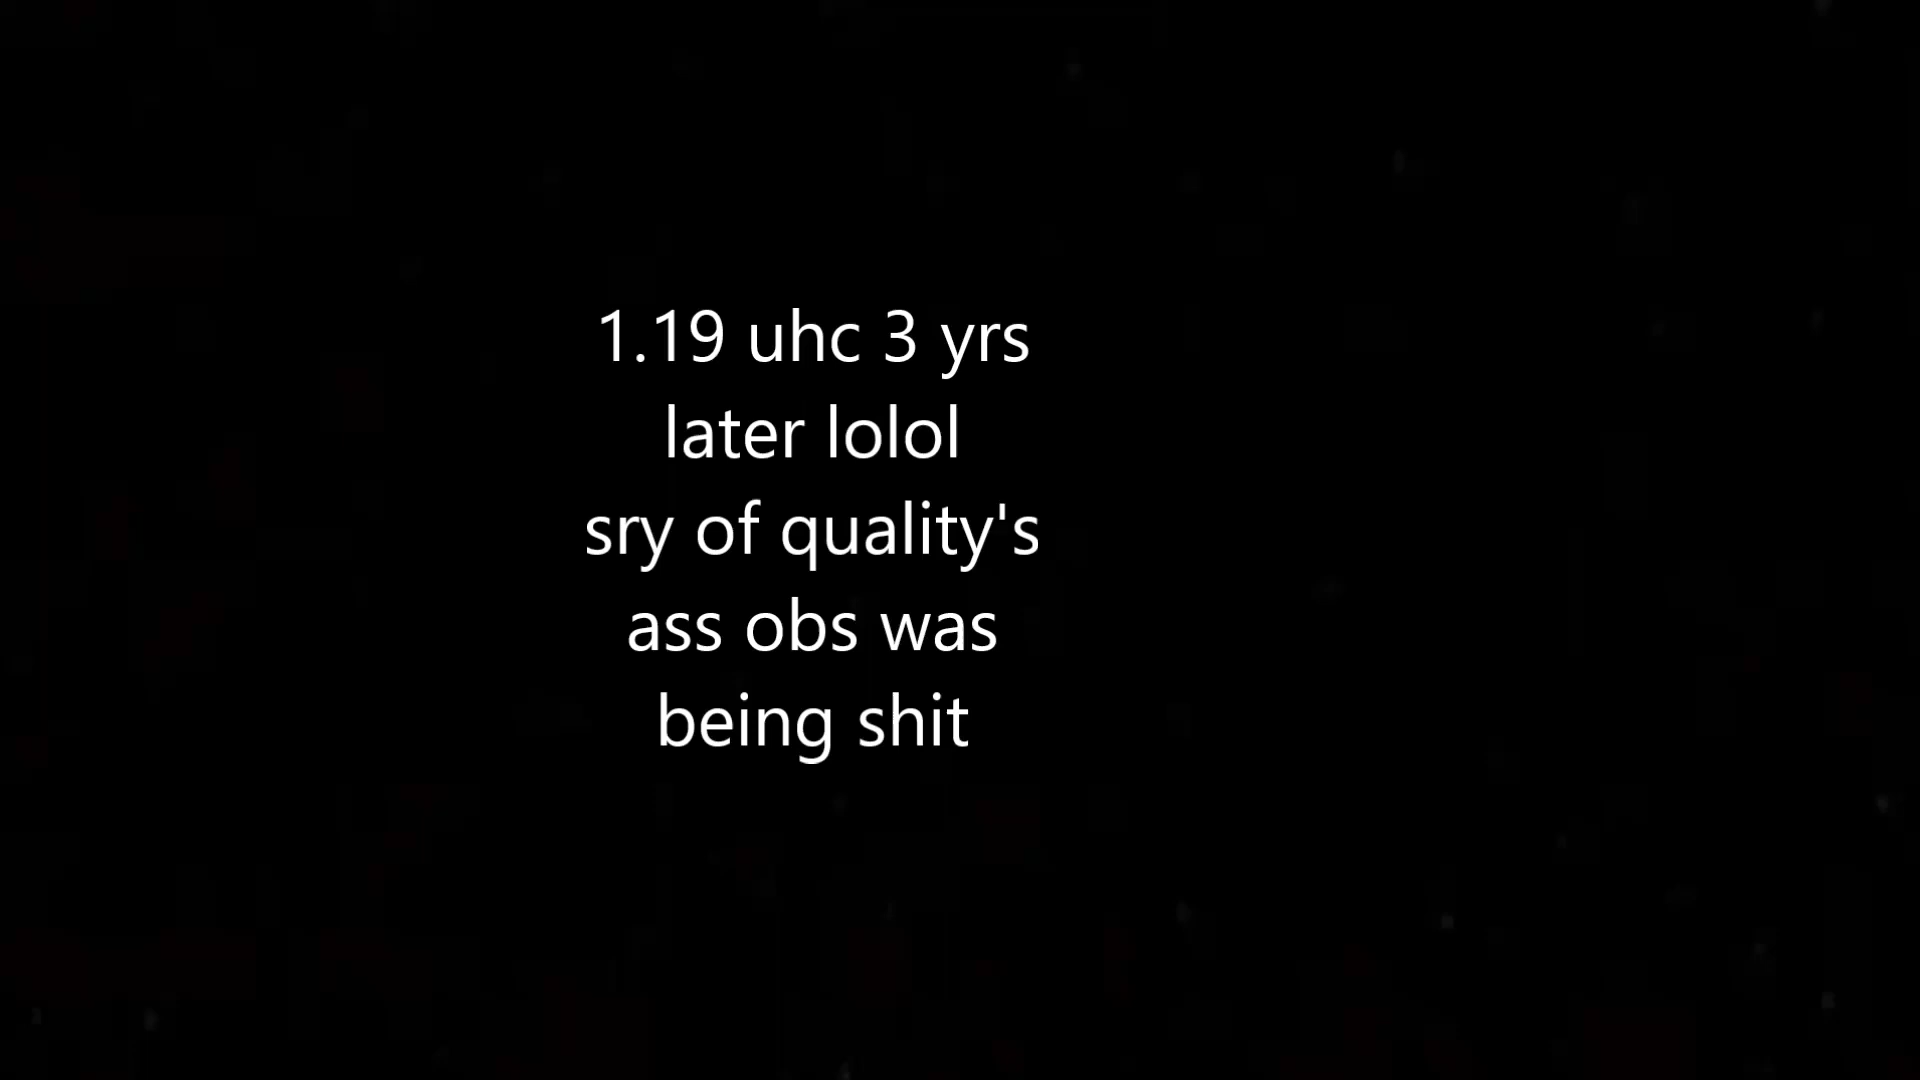 1.19 uhc 3 yrs
later lolol
sry of quality's
ass obs was
being shit